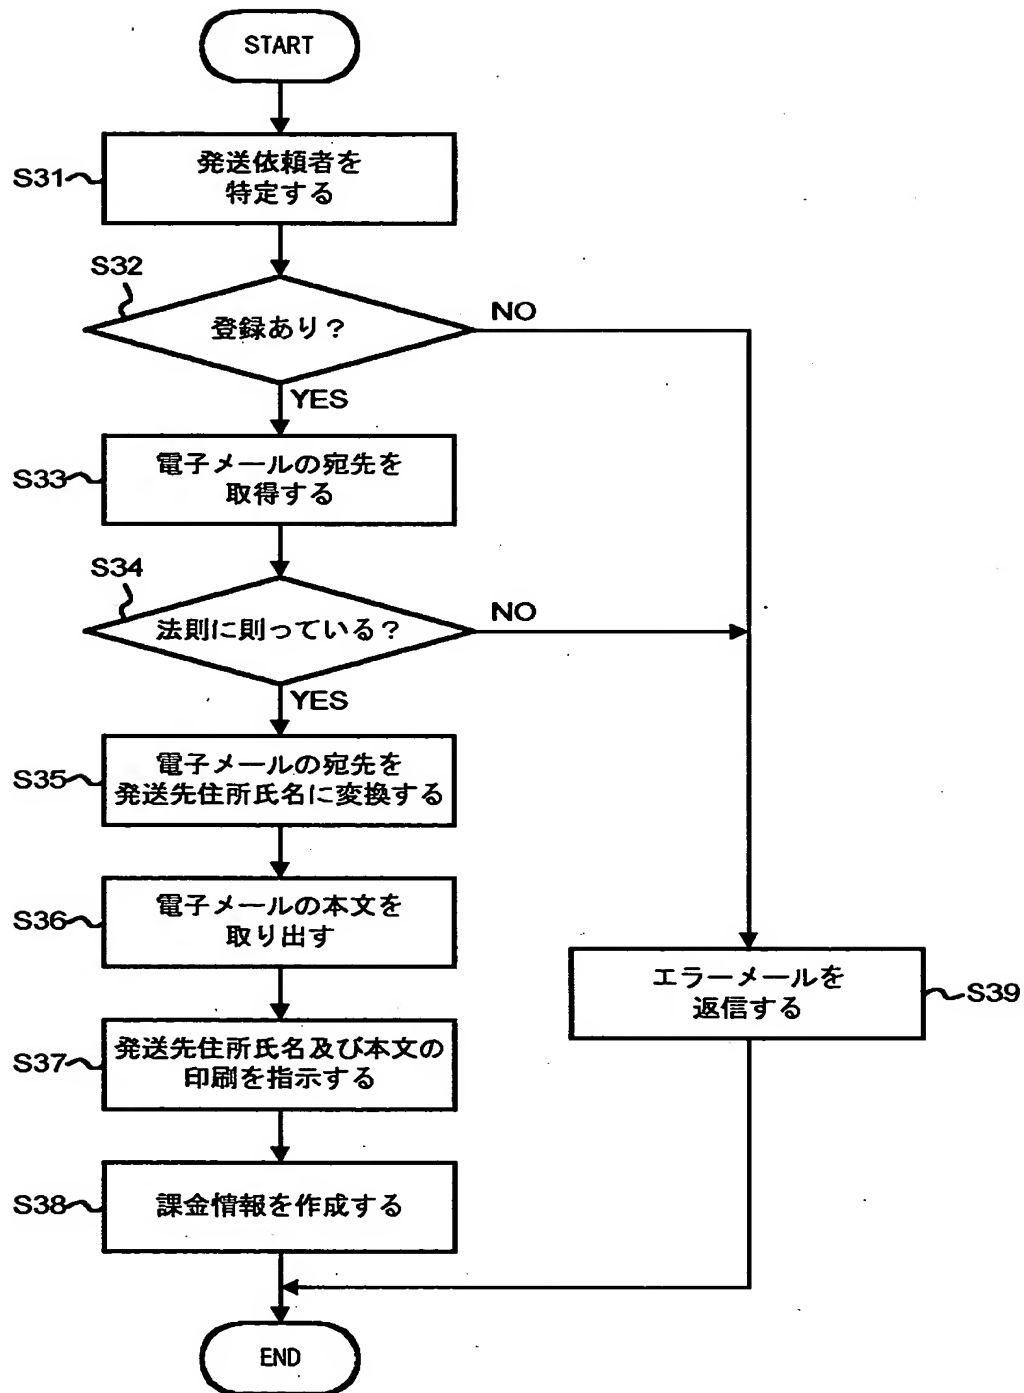 START
S31
発送依頼者を
特定する
S32
登録あり？
NO
YES
S33
電子メールの宛先を
取得する
S34
法則に則っている？
NO
YES
S35
電子メールの宛先を
発送先住所氏名に変換する
S36
電子メールの本文を
取り出す
S37
発送先住所氏名及び本文の
印刷を指示する
エラーメールを
返信する
S39
S38
課金情報を作成する
END